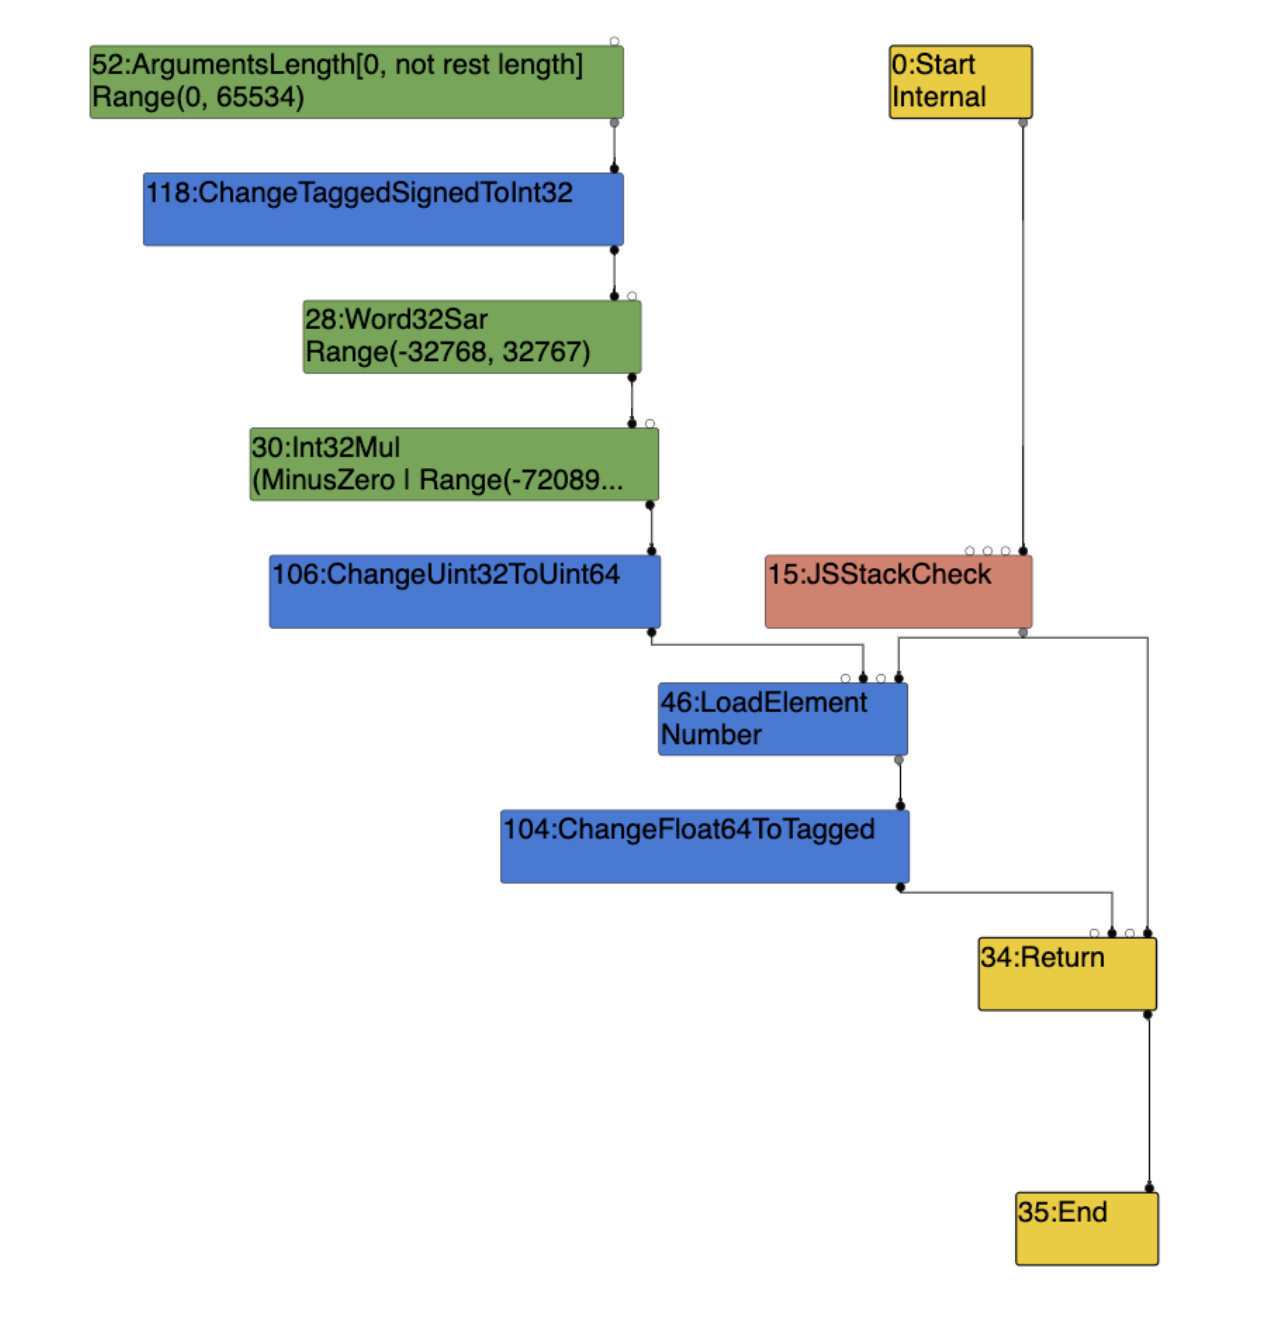 52:ArgumentsLength[0, not rest length]
Range(0, 65534)
0:Start
Internal
118:ChangeTaggedSignedToInt32
28:Word32Sar
Range(-32768, 32767)
30:Int32Mul
(MinusZero | Range(-72089...
106:ChangeUint32ToUint64
15:JSStackCheck
46:LoadElement
Number
104:ChangeFloat64ToTagged
34:Return
35:End